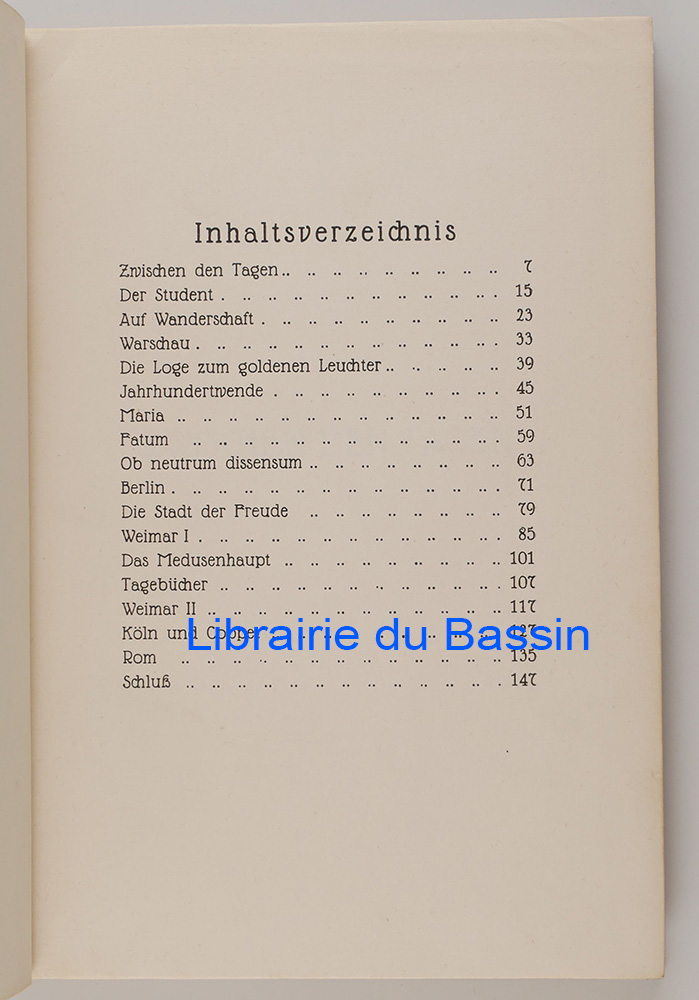 Inhaltsverzeichnis
Zwischen den Tagen .. .. .. .. .. .. .. .. .. 7
Der Student . .. .. .. .. .. .. .. .. .. .. . 15
Auf Wanderschaft . .. .. .. .. .. .. .. .. .. 23
Warschau . .. .. .. .. .. .. .. .. .. .. .. . 33
Die Loge zum goldenen Leuchter .. .. .. .. .. 39
Jahrhundertwende . .. .. .. .. .. .. .. .. . 45
Maria .. .. .. .. .. .. .. .. .. .. .. .. .. 51
Fatum .. .. .. .. .. .. .. .. .. .. .. .. . 59
Ob neutrum dissensum .. .. .. .. .. .. .. .. 63
Berlin . .. .. .. .. .. .. .. .. .. .. .. .. . 71
Die Stadt der Freude .. .. .. .. .. .. .. .. 79
Weimar I . .. .. .. .. .. .. .. .. .. .. .. . 85
Das Medusenhaupt .. .. .. .. .. .. .. .. .. 101
Tagebücher .. .. .. .. .. .. .. .. .. .. .. 107
Weimar II .. .. .. .. .. .. .. .. .. .. .. .. 117
Köln und .. .. .. .. .. .. .. .. .. 127
Librairie du Bassin
Rom .. .. .. .. .. .. .. .. .. .. .. .. .. 135
Schluß .. .. .. .. .. .. .. .. .. .. .. .. . 147